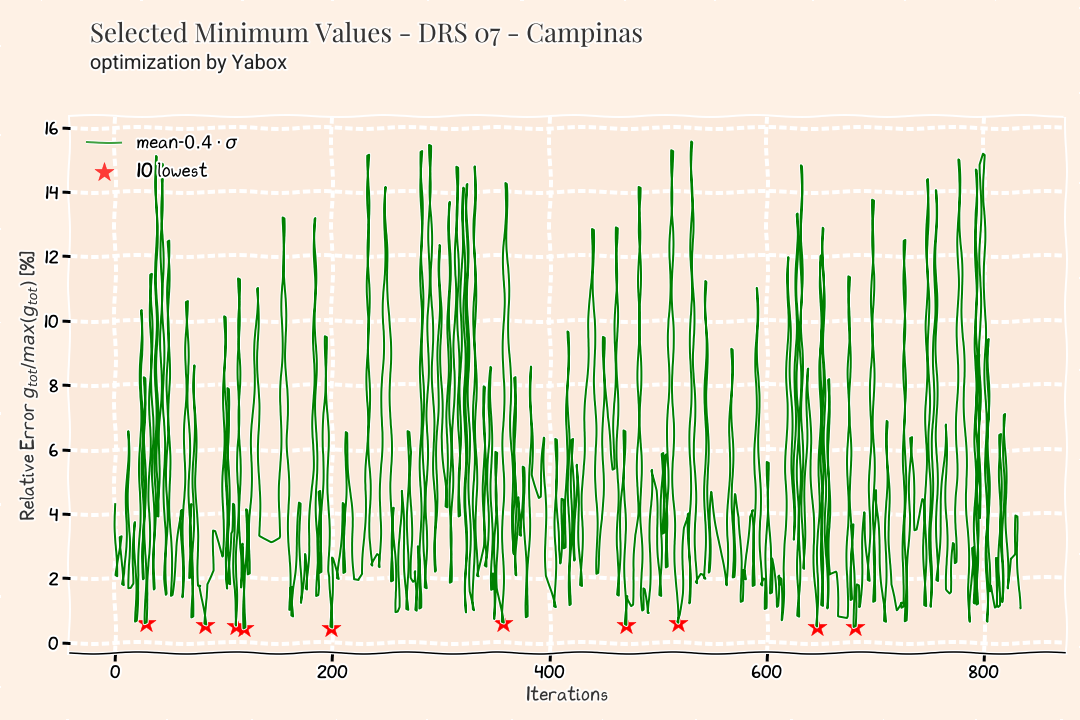 Selected Minimum Values - DRS 07 - Campinas
optimization by Yabox
16
mean-0.4 · σ
10 lowest
14
12
10
8
6
4
2
0
Relative Error g_tot/max(g_tot) [%]
0 200 400 600 800
Iterations